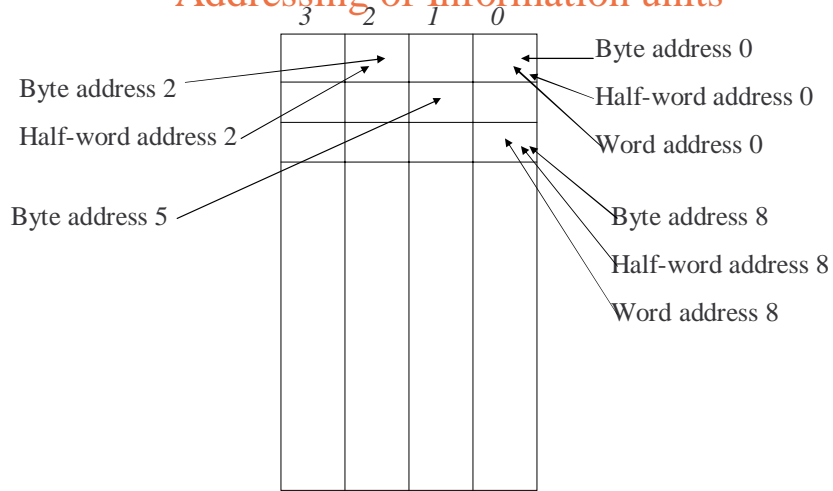 Addressing of Information units
3 2 1 0
Byte address 2
Half-word address 2
Byte address 5
Byte address 0
Half-word address 0
Word address 0
Byte address 8
Half-word address 8
Word address 8